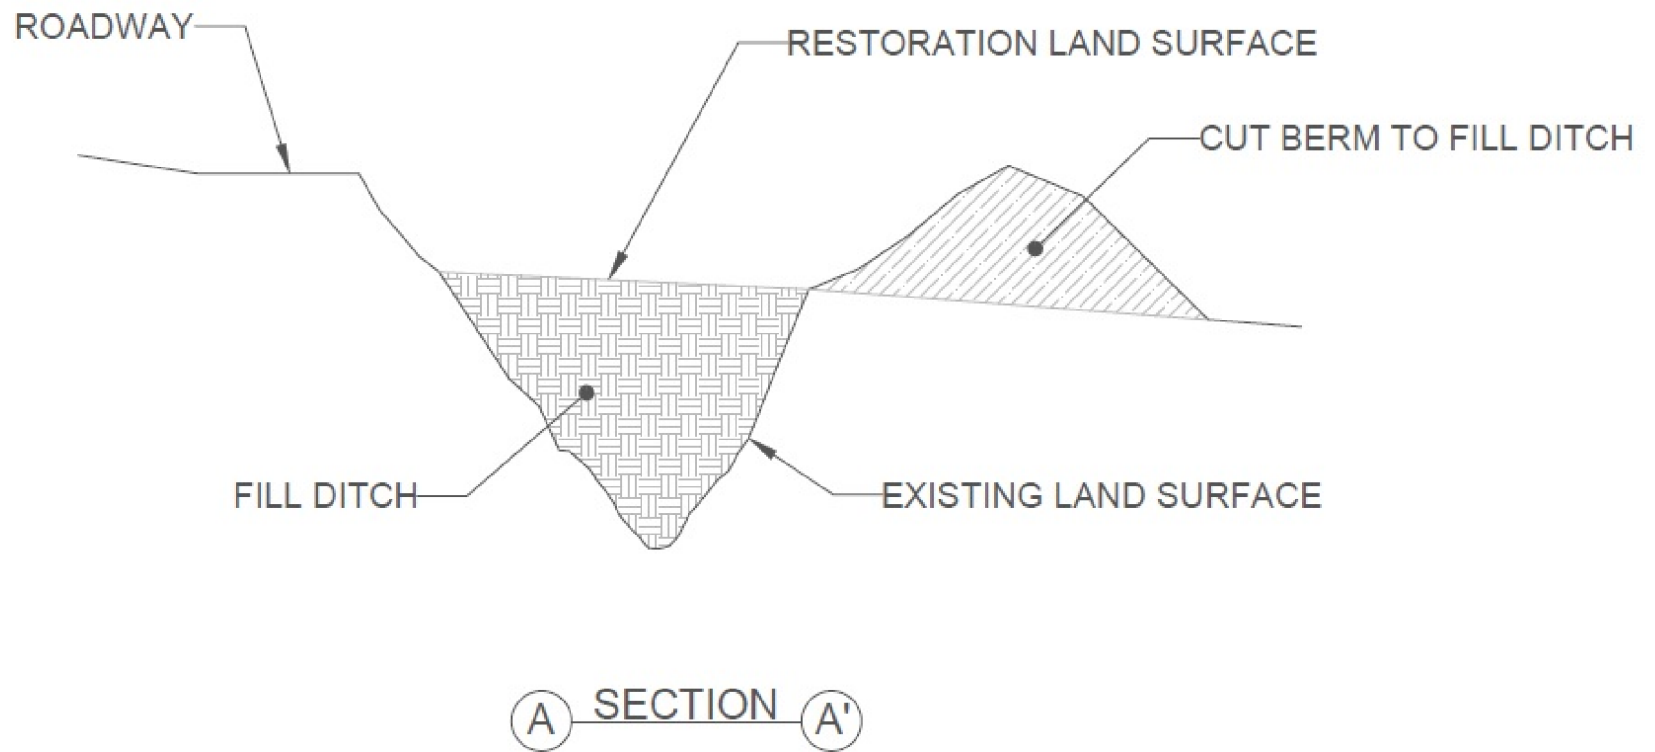 ROADWAY
RESTORATION LAND SURFACE
CUT BERM TO FILL DITCH
FILL DITCH
EXISTING LAND SURFACE
A SECTION A'